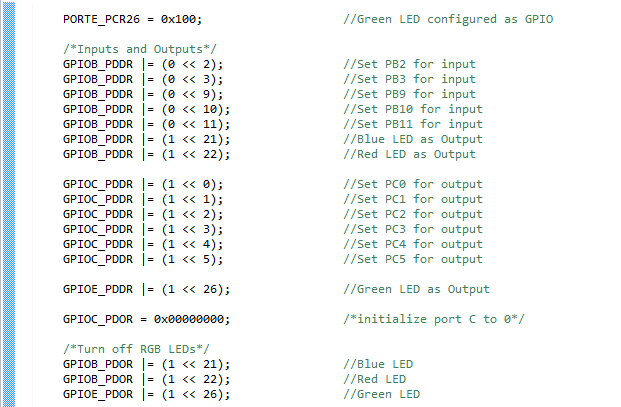 PORTE_PCR26 = 0x100; //Green LED configured as GPIO
/*Inputs and Outputs*/
GPIOB_PDDR |= (0 << 2); //Set PB2 for input
GPIOB_PDDR |= (0 << 3); //Set PB3 for input
GPIOB_PDDR |= (0 << 9); //Set PB9 for input
GPIOB_PDDR |= (0 << 10); //Set PB10 for input
GPIOB_PDDR |= (0 << 11); //Set PB11 for input
GPIOB_PDDR |= (1 << 21); //Blue LED as Output
GPIOB_PDDR |= (1 << 22); //Red LED as Output
GPIOC_PDDR |= (1 << 0); //Set PC0 for output
GPIOC_PDDR |= (1 << 1); //Set PC1 for output
GPIOC_PDDR |= (1 << 2); //Set PC2 for output
GPIOC_PDDR |= (1 << 3); //Set PC3 for output
GPIOC_PDDR |= (1 << 4); //Set PC4 for output
GPIOC_PDDR |= (1 << 5); //Set PC5 for output
GPIOE_PDDR |= (1 << 26); //Green LED as Output
GPIOC_PDOR = 0x00000000; /*initialize port C to 0*/
/*Turn off RGB LEDs*/
GPIOB_PDOR |= (1 << 21); //Blue LED
GPIOB_PDOR |= (1 << 22); //Red LED
GPIOE_PDOR |= (1 << 26); //Green LED